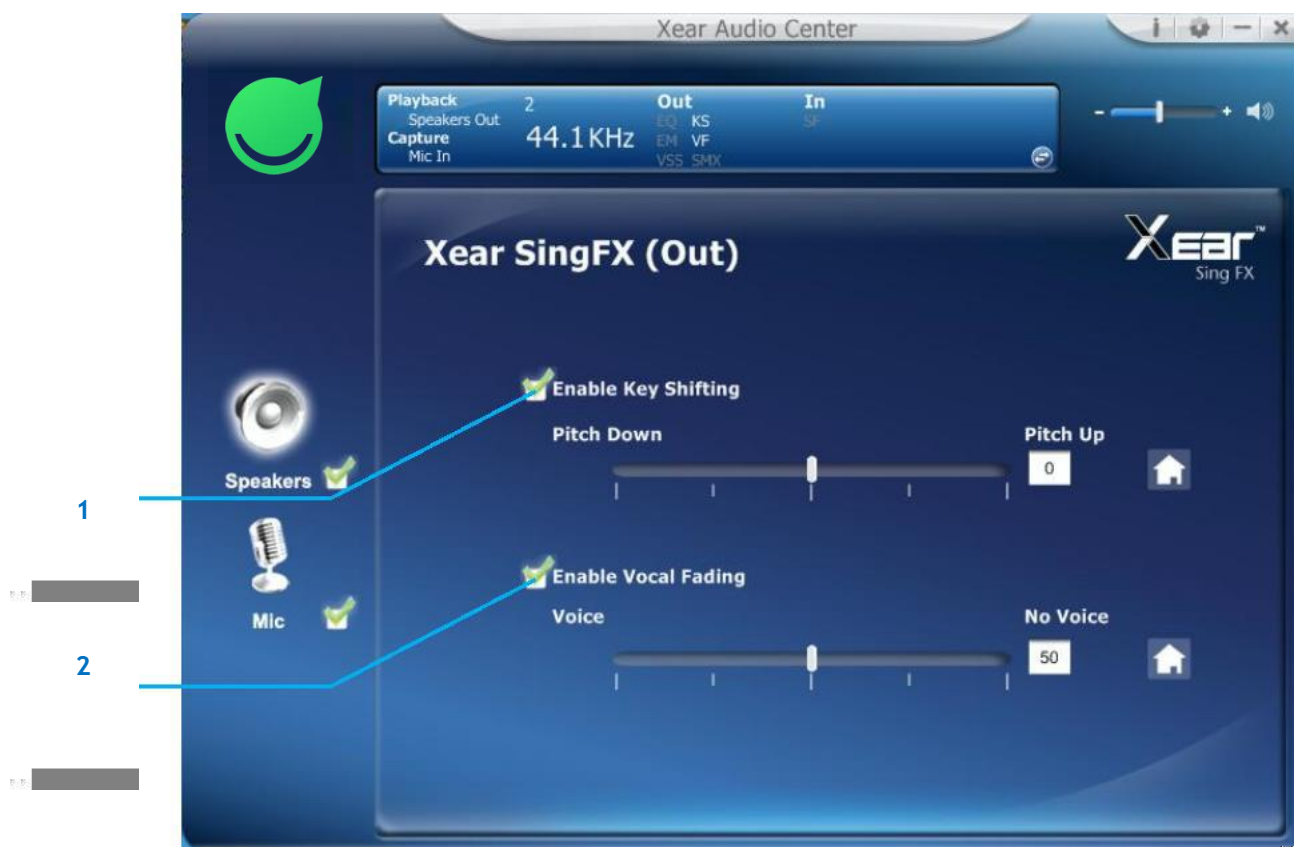 Xear Audio Center
i
Playback 2 Out In
Speakers Out EQ KS SF
Capture 44.1 KHz EM VF
Mic In VSS SMX
- +
Xear SingFX (Out)
Xear™
Sing FX
Enable Key Shifting
Pitch Down Pitch Up
0
Speakers
1
Enable Vocal Fading
Mic
Voice No Voice
50
2